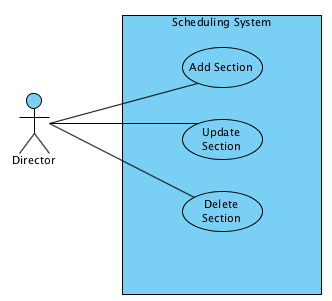 Scheduling System
Add Section
Update
Section
Director
Delete
Section